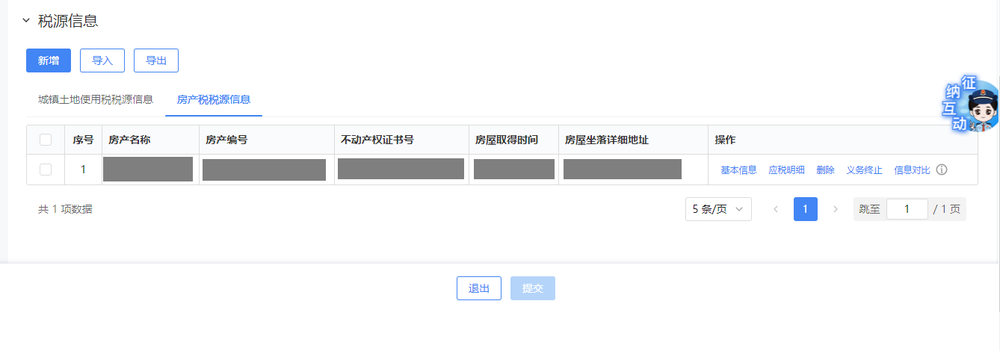 税源信息
新增 导入 导出
城镇土地使用税税源信息 房产税税源信息
序号 房产名称 房产编号 不动产权证书号 房屋取得时间 房屋坐落详细地址 操作
1 基本信息 应税明细 删除 义务终止 信息对比
共 1 项数据 5 条/页 1 跳至 1 / 1 页
退出 提交
征纳互动